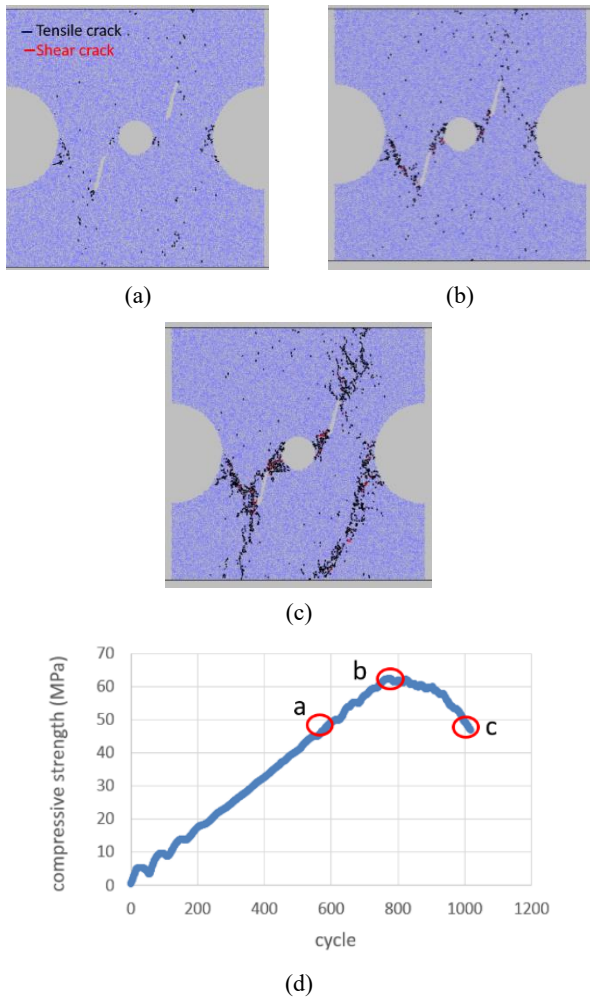 Tensile crack
Shear crack
(a)
(b)
(c)
70
60
50
40
30
20
10
0
compressive strength (MPa)
a
b
c
0 200 400 600 800 1000 1200
cycle
(d)